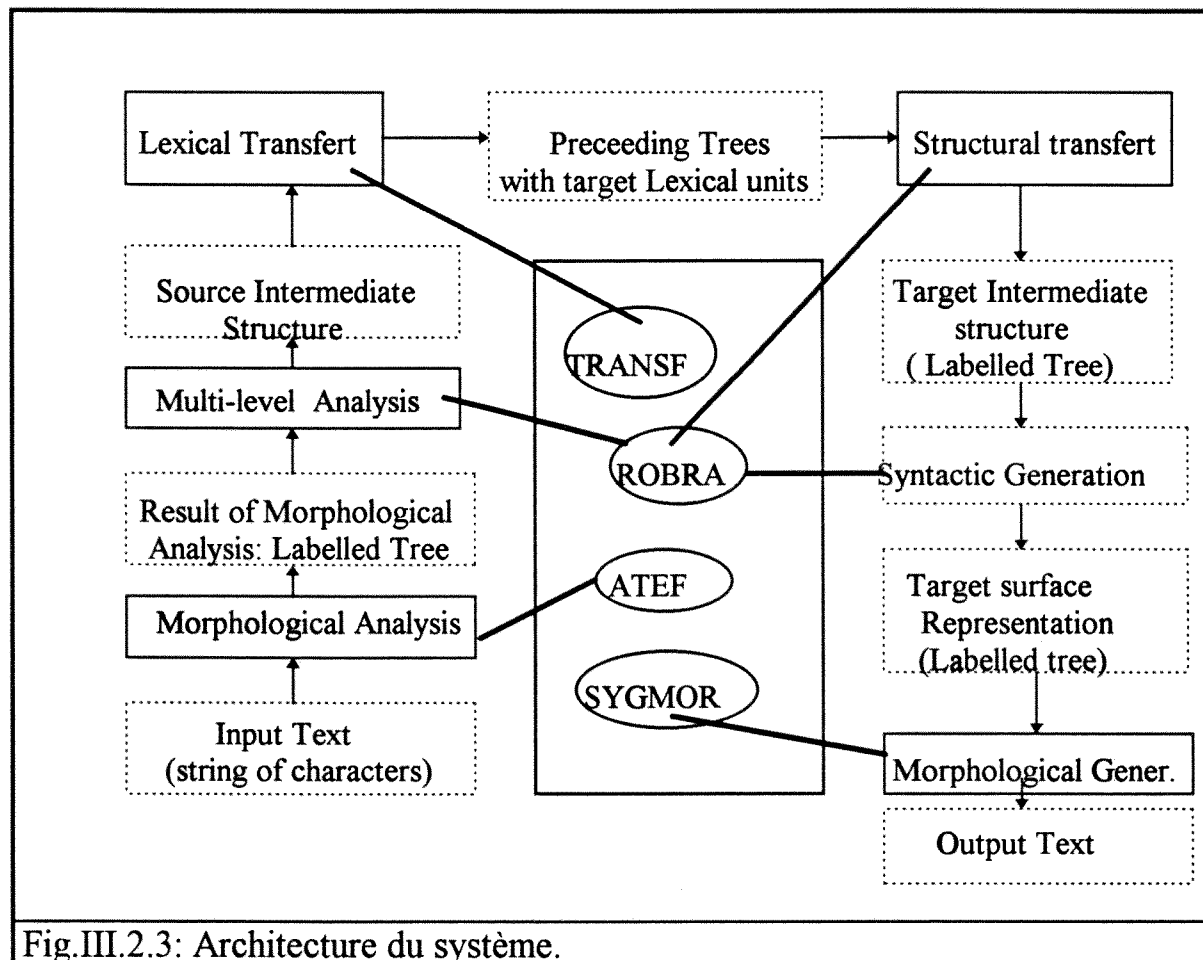 Lexical Transfert
Preceeding Trees
with target Lexical units
Structural transfert
Source Intermediate
Structure
Target Intermediate
structure
( Labelled Tree)
TRANSF
Multi-level Analysis
ROBRA
Syntactic Generation
Result of Morphological
Analysis: Labelled Tree
ATEF
Target surface
Representation
(Labelled tree)
Morphological Analysis
SYGMOR
Input Text
(string of characters)
Morphological Gener.
Output Text
Fig.III.2.3: Architecture du système.